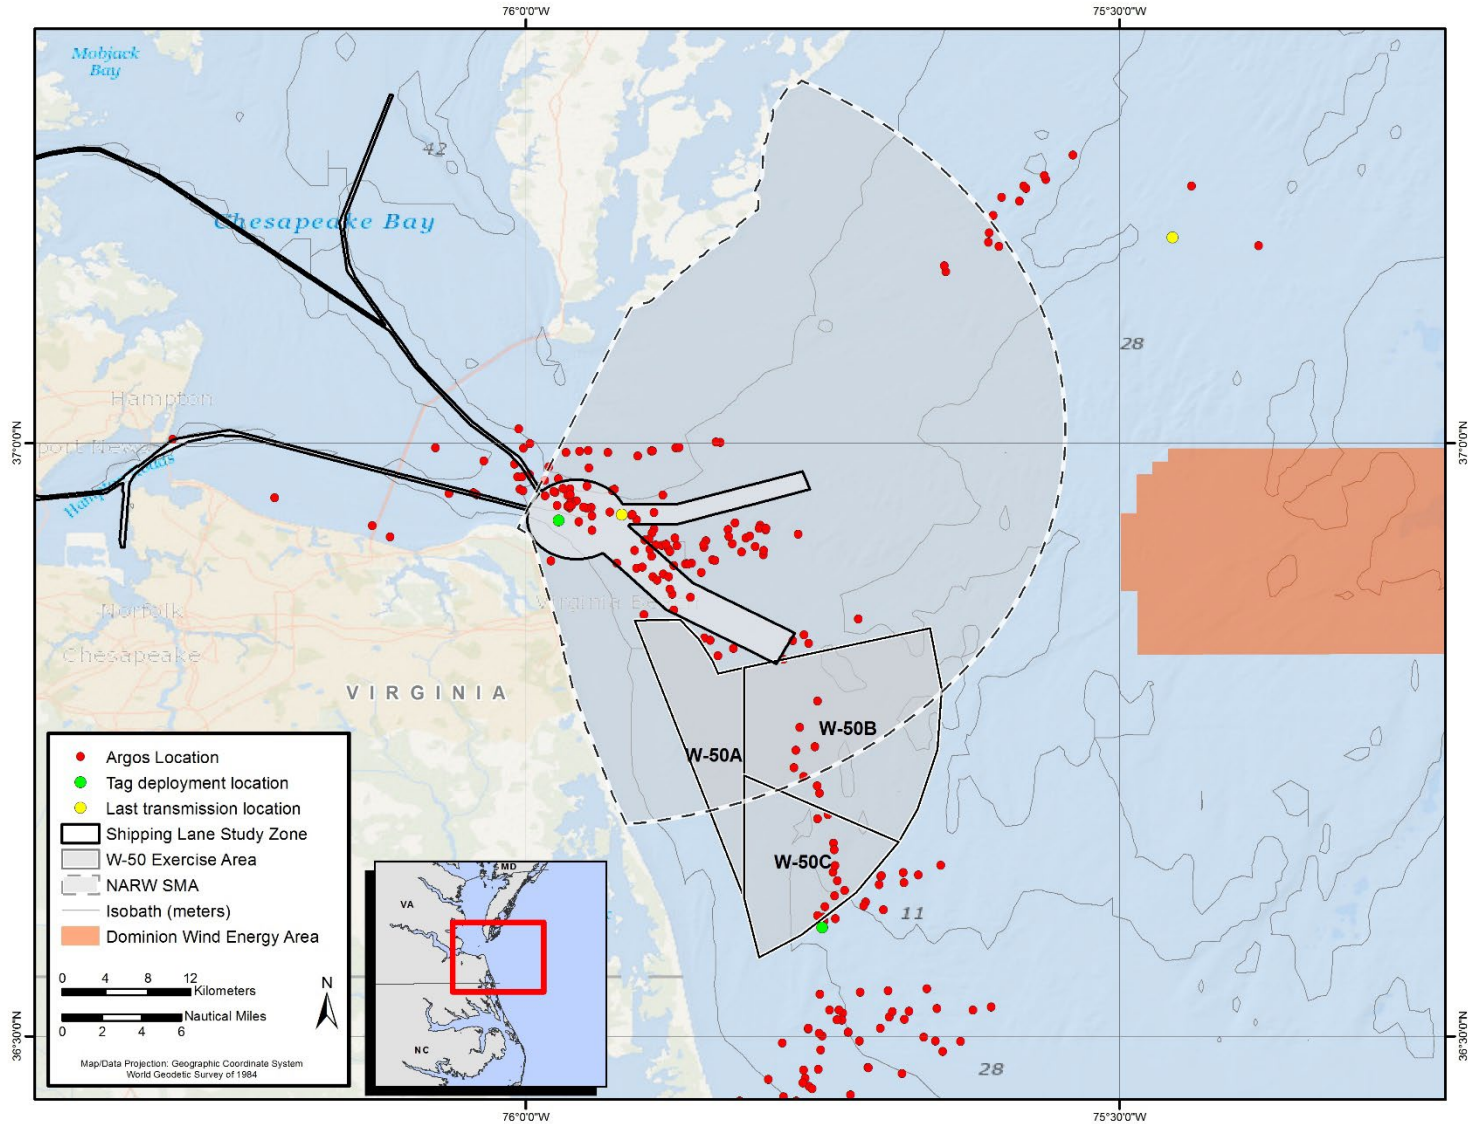 76°0'0"W
75°30'0"W
Mobjack
Bay
42
Chesapeake Bay
28
Hampton
37°0'0"N
37°0'0"N
port News
Norfolk
Virginia Beach
Chesapeake
VIRGINIA
W-50A
W-50B
W-50C
11
28
Argos Location
Tag deployment location
Last transmission location
Shipping Lane Study Zone
W-50 Exercise Area
NARW SMA
Isobath (meters)
Dominion Wind Energy Area
0 4 8 12
Kilometers
Nautical Miles
0 2 4 6
N
Map/Data Projection: Geographic Coordinate System
World Geodetic Survey of 1984
MD
VA
NC
36°30'0"N
36°30'0"N
76°0'0"W
75°30'0"W